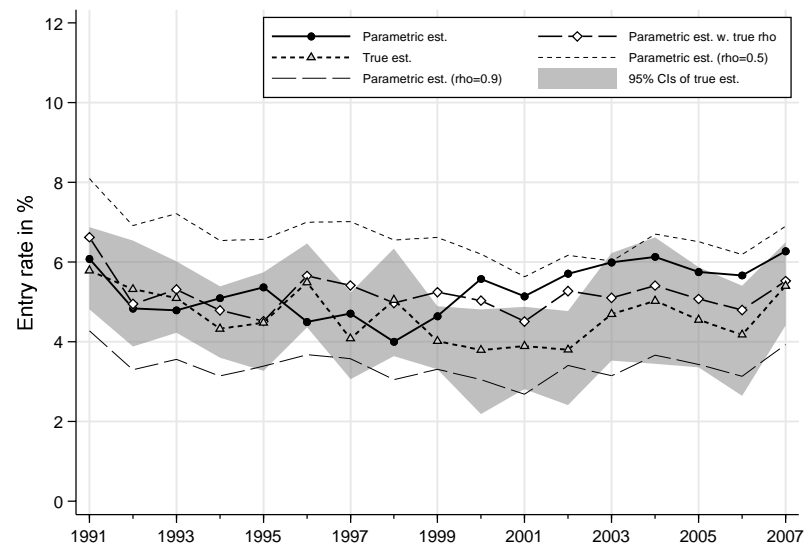 Parametric est.
Parametric est. w. true rho
True est.
Parametric est. (rho=0.5)
Parametric est. (rho=0.9)
95% CIs of true est.
Entry rate in %
12
10
8
6
4
2
0
1991 1993 1995 1997 1999 2001 2003 2005 2007